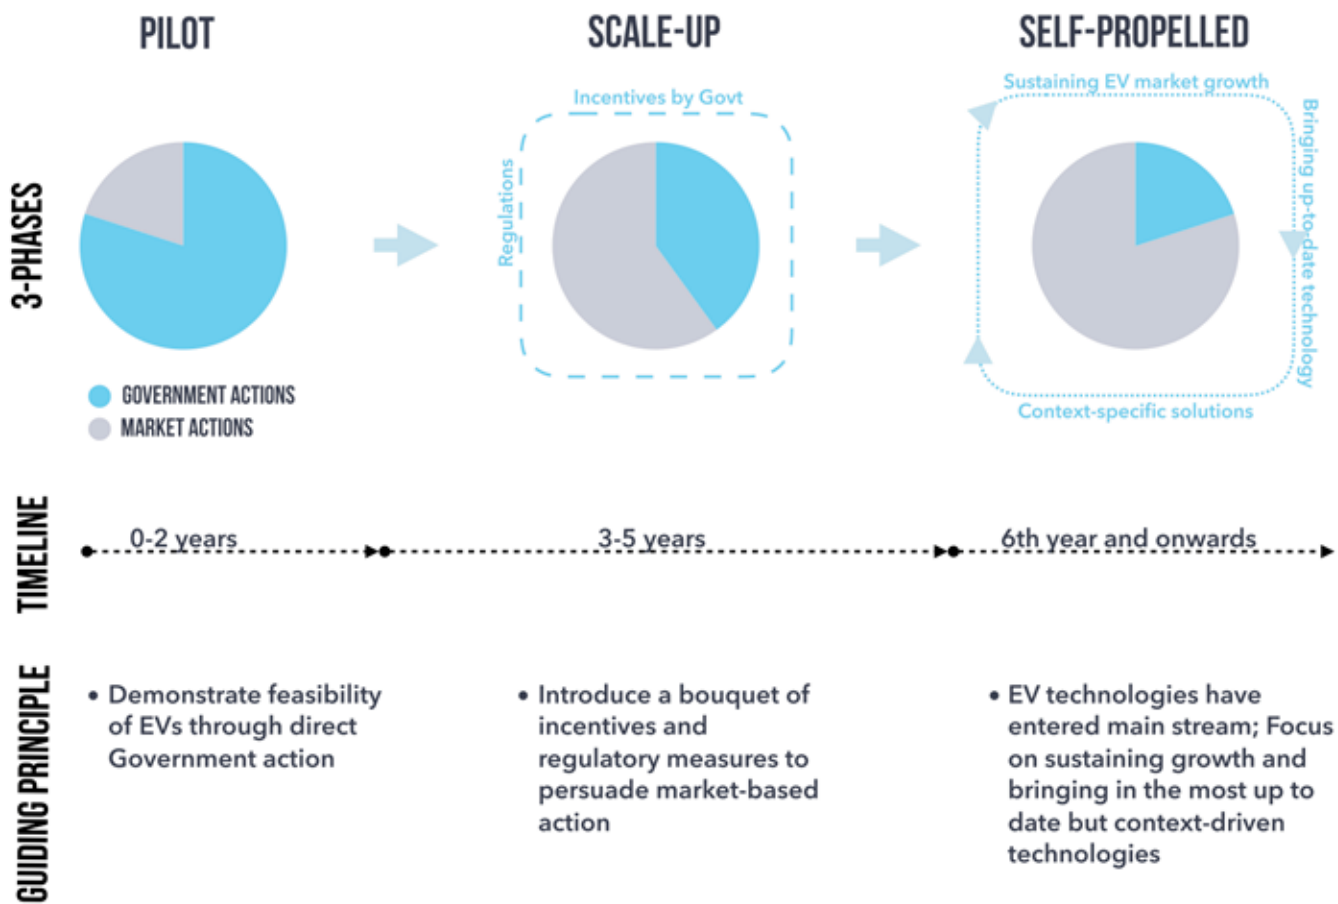 PILOT
SCALE-UP
SELF-PROPELLED
3-PHASES
Incentives by Govt
Regulations
Sustaining EV market growth
Bringing up-to-date technology
Context-specific solutions
GOVERNMENT ACTIONS
MARKET ACTIONS
TIMELINE
0-2 years
3-5 years
6th year and onwards
GUIDING PRINCIPLE
• Demonstrate feasibility
of EVs through direct
Government action
• Introduce a bouquet of
incentives and
regulatory measures to
persuade market-based
action
• EV technologies have
entered main stream; Focus
on sustaining growth and
bringing in the most up to
date but context-driven
technologies